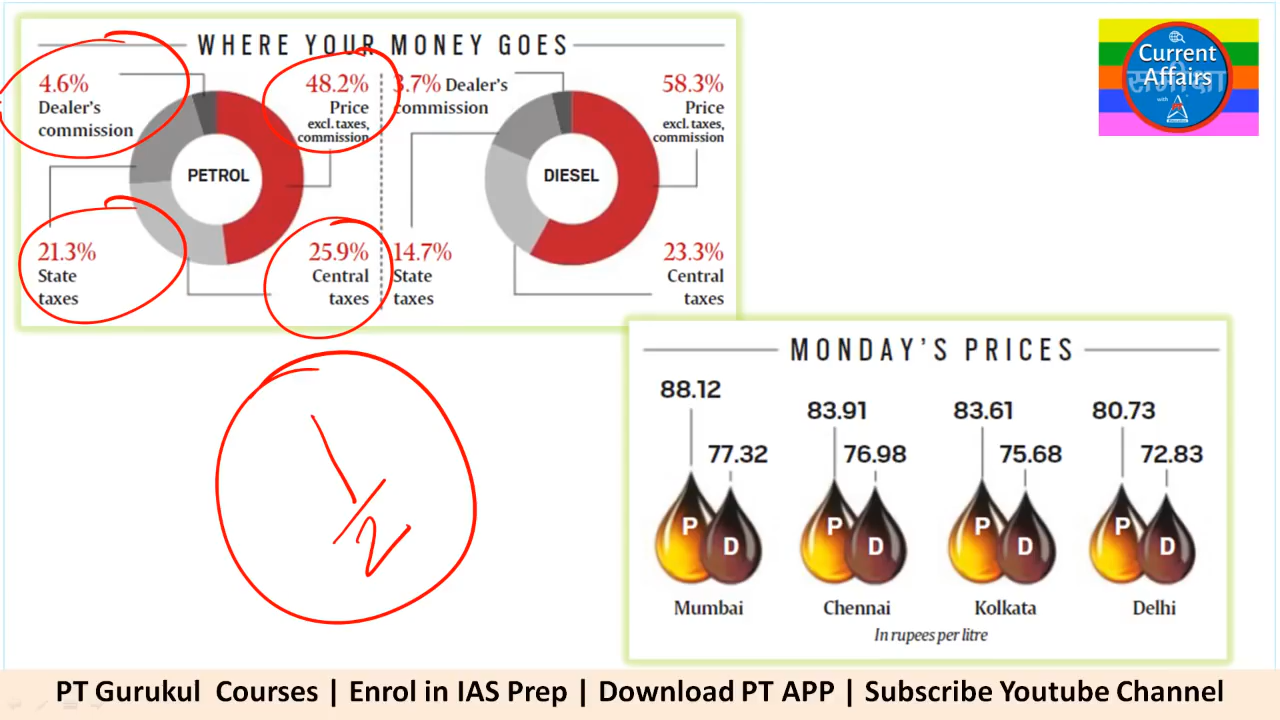 WHERE YOUR MONEY GOES
4.6%
Dealer's
commission
48.2%
Price
excl. taxes,
commission
PETROL
21.3%
State
taxes
25.9%
Central
taxes
3.7% Dealer's
commission
58.3%
Price
excl. taxes,
commission
DIESEL
14.7%
State
taxes
23.3%
Central
taxes
1/2
Current
Affairs
with
MONDAY'S PRICES
88.12
77.32
P
D
Mumbai
83.91
76.98
P
D
Chennai
83.61
75.68
P
D
Kolkata
80.73
72.83
P
D
Delhi
In rupees per litre
PT Gurukul Courses | Enrol in IAS Prep | Download PT APP | Subscribe Youtube Channel